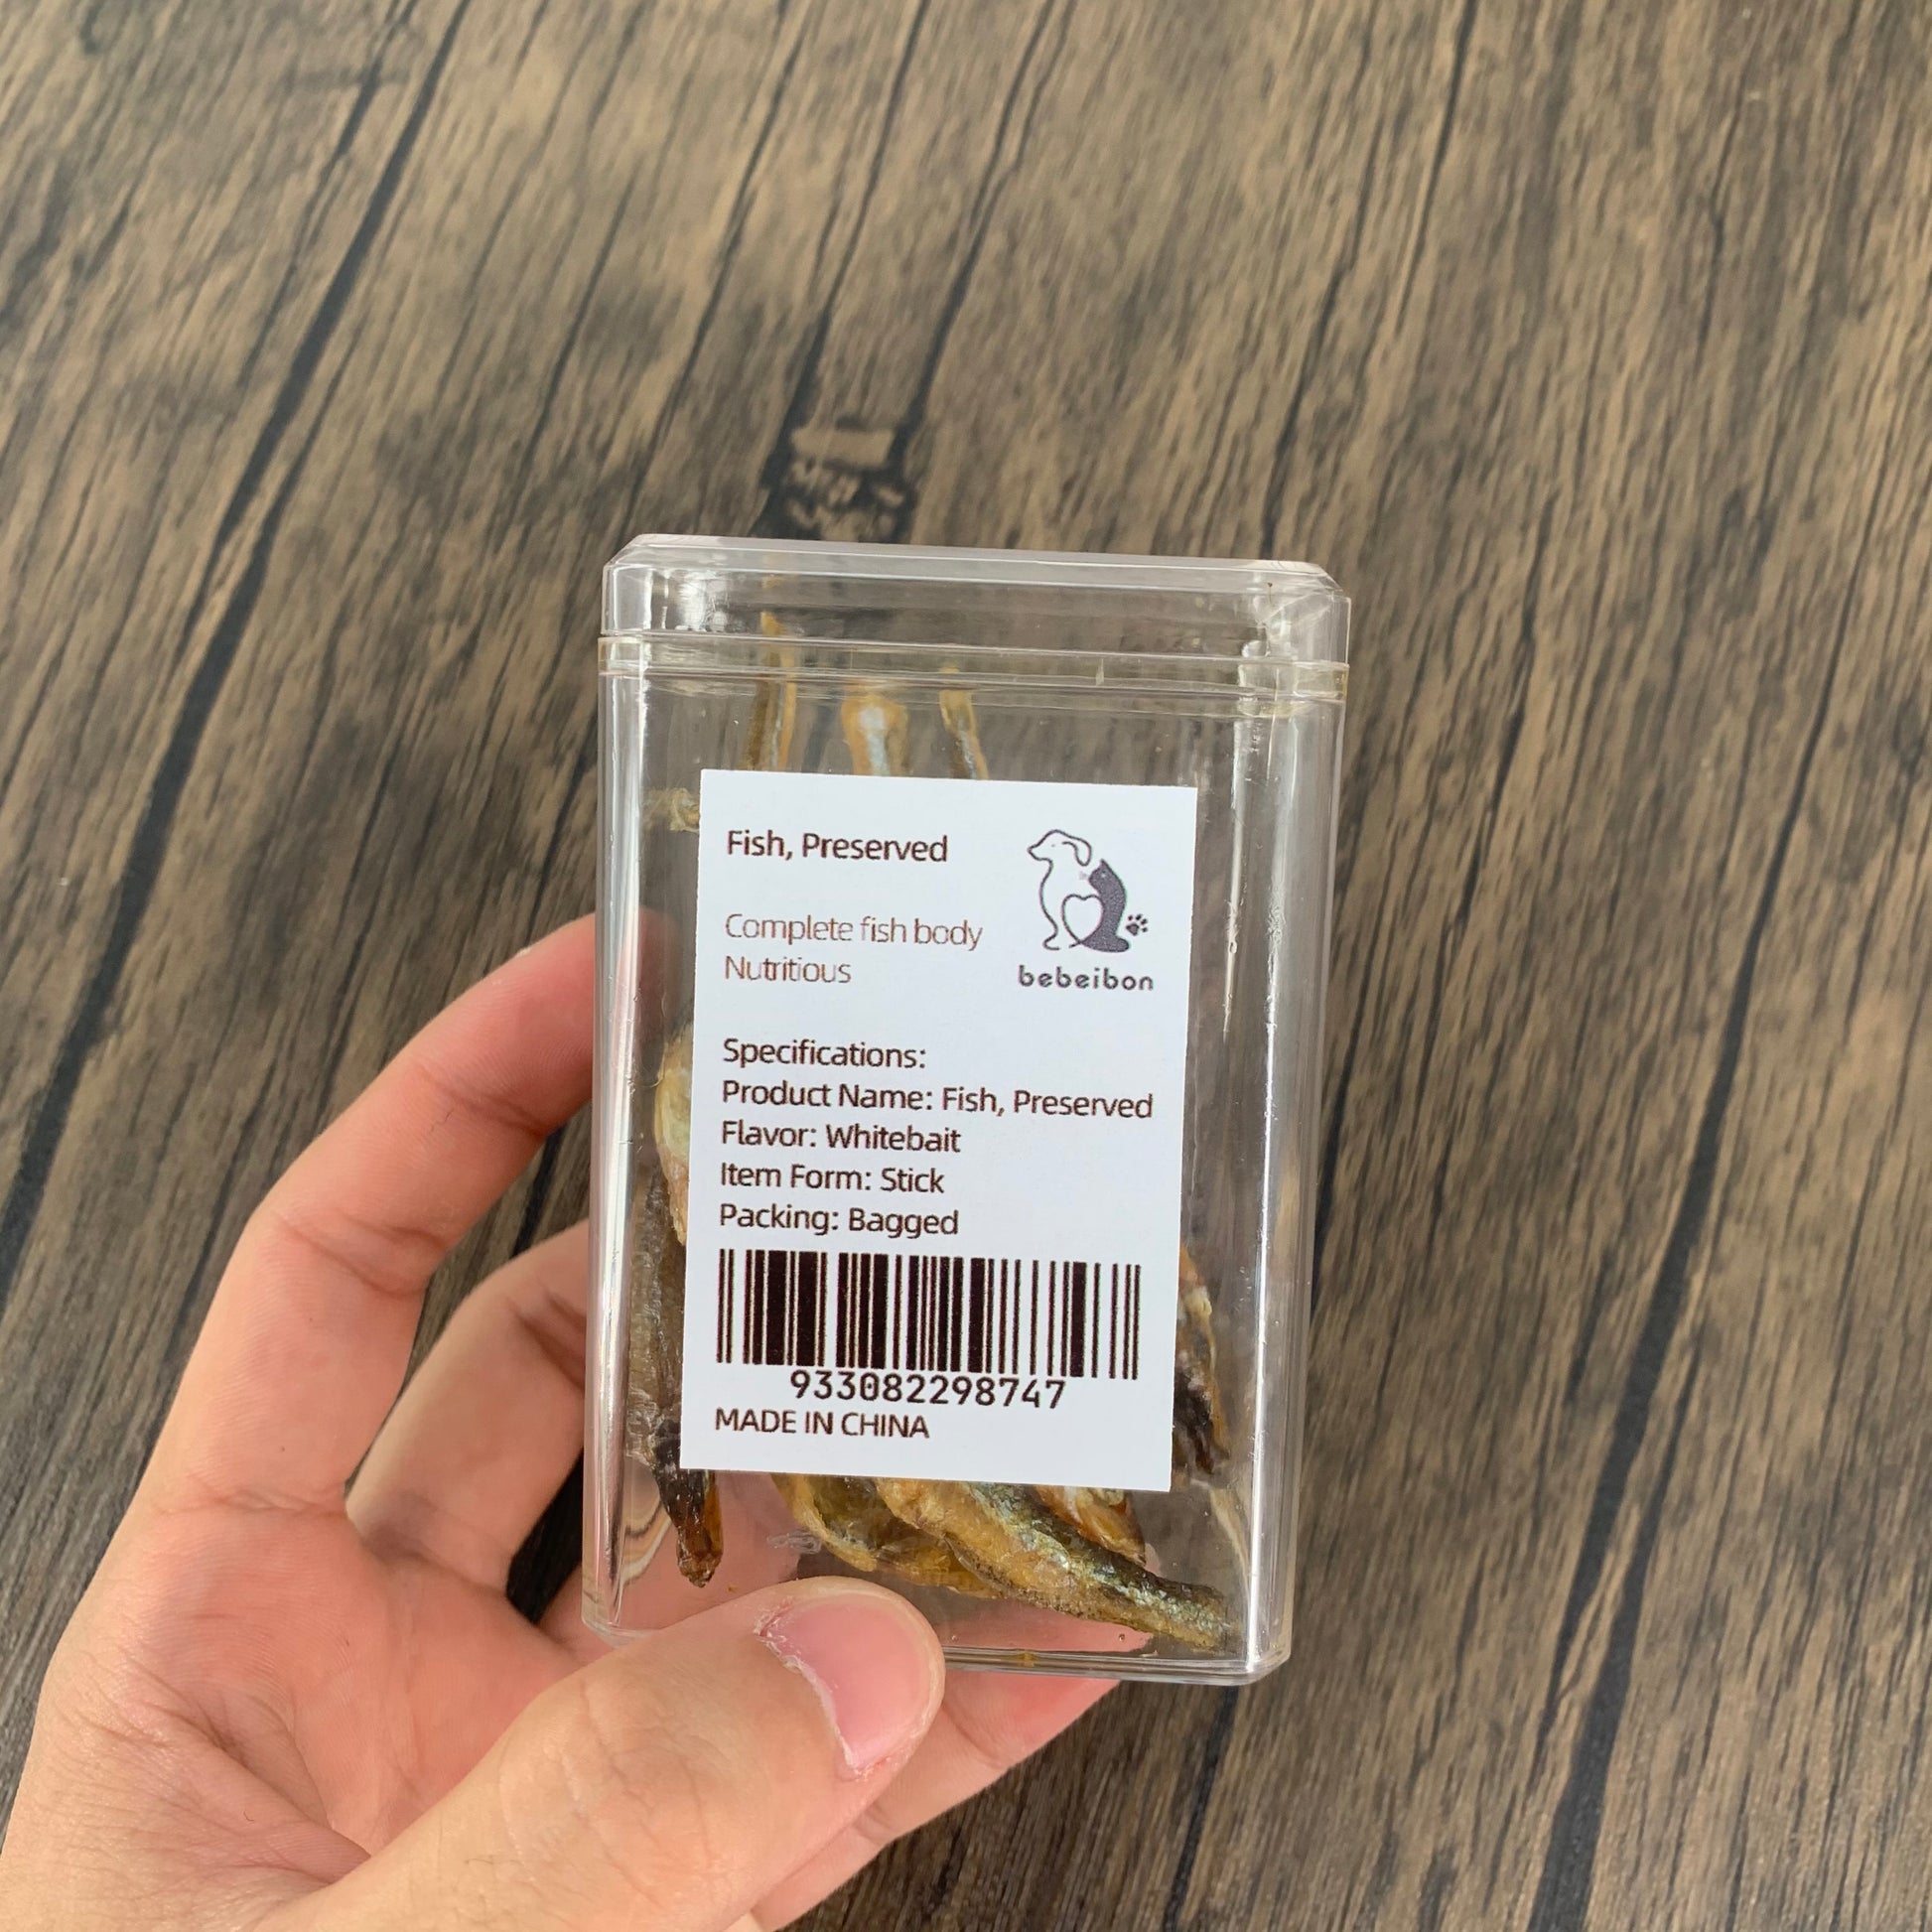 Fish, Preserved
Complete fish body
Nutritious
bebeibon
Specifications:
Product Name: Fish, Preserved
Flavor: Whitebait
Item Form: Stick
Packing: Bagged
933082298747
MADE IN CHINA